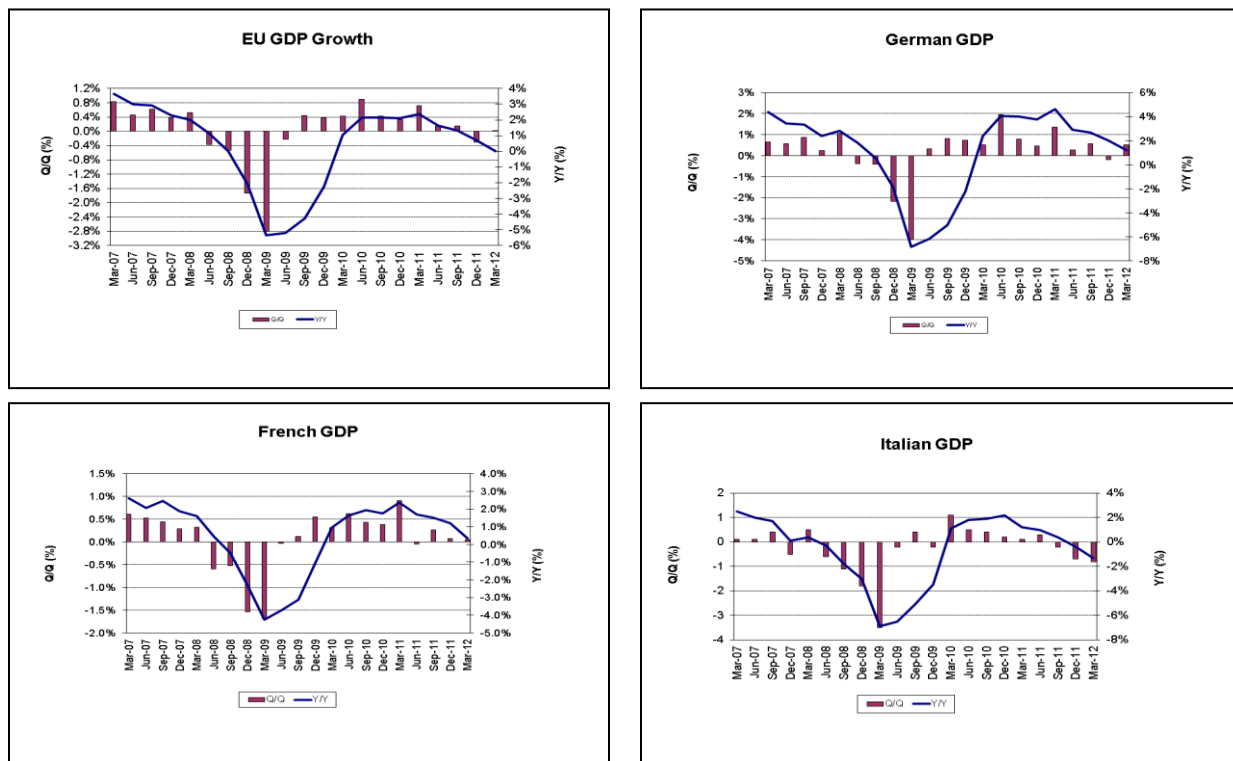 EU GDP Growth
Q/Q (%)
1.2%
0.8%
0.4%
0.0%
-0.4%
-0.8%
-1.2%
-1.6%
-2.0%
-2.4%
-2.8%
-3.2%
4%
3%
2%
1%
0%
-1%
-2%
-3%
-4%
-5%
-6%
Y/Y (%)
Mar-07
Jun-07
Sep-07
Dec-07
Mar-08
Jun-08
Sep-08
Dec-08
Mar-09
Jun-09
Sep-09
Dec-09
Mar-10
Jun-10
Sep-10
Dec-10
Mar-11
Jun-11
Sep-11
Dec-11
Mar-12
Q/Q Y/Y
German GDP
Q/Q (%)
3%
2%
1%
0%
-1%
-2%
-3%
-4%
-5%
6%
4%
2%
0%
-2%
-4%
-6%
-8%
Y/Y (%)
Mar-07
Jun-07
Sep-07
Dec-07
Mar-08
Jun-08
Sep-08
Dec-08
Mar-09
Jun-09
Sep-09
Dec-09
Mar-10
Jun-10
Sep-10
Dec-10
Mar-11
Jun-11
Sep-11
Dec-11
Mar-12
Q/Q Y/Y
French GDP
Q/Q (%)
1.5%
1.0%
0.5%
0.0%
-0.5%
-1.0%
-1.5%
-2.0%
4.0%
3.0%
2.0%
1.0%
0.0%
-1.0%
-2.0%
-3.0%
-4.0%
-5.0%
Y/Y (%)
Mar-07
Jun-07
Sep-07
Dec-07
Mar-08
Jun-08
Sep-08
Dec-08
Mar-09
Jun-09
Sep-09
Dec-09
Mar-10
Jun-10
Sep-10
Dec-10
Mar-11
Jun-11
Sep-11
Dec-11
Mar-12
Q/Q Y/Y
Italian GDP
Q/Q (%)
2
1
0
-1
-2
-3
-4
4%
2%
0%
-2%
-4%
-6%
-8%
Y/Y (%)
Mar-07
Jun-07
Sep-07
Dec-07
Mar-08
Jun-08
Sep-08
Dec-08
Mar-09
Jun-09
Sep-09
Dec-09
Mar-10
Jun-10
Sep-10
Dec-10
Mar-11
Jun-11
Sep-11
Dec-11
Mar-12
Q/Q Y/Y